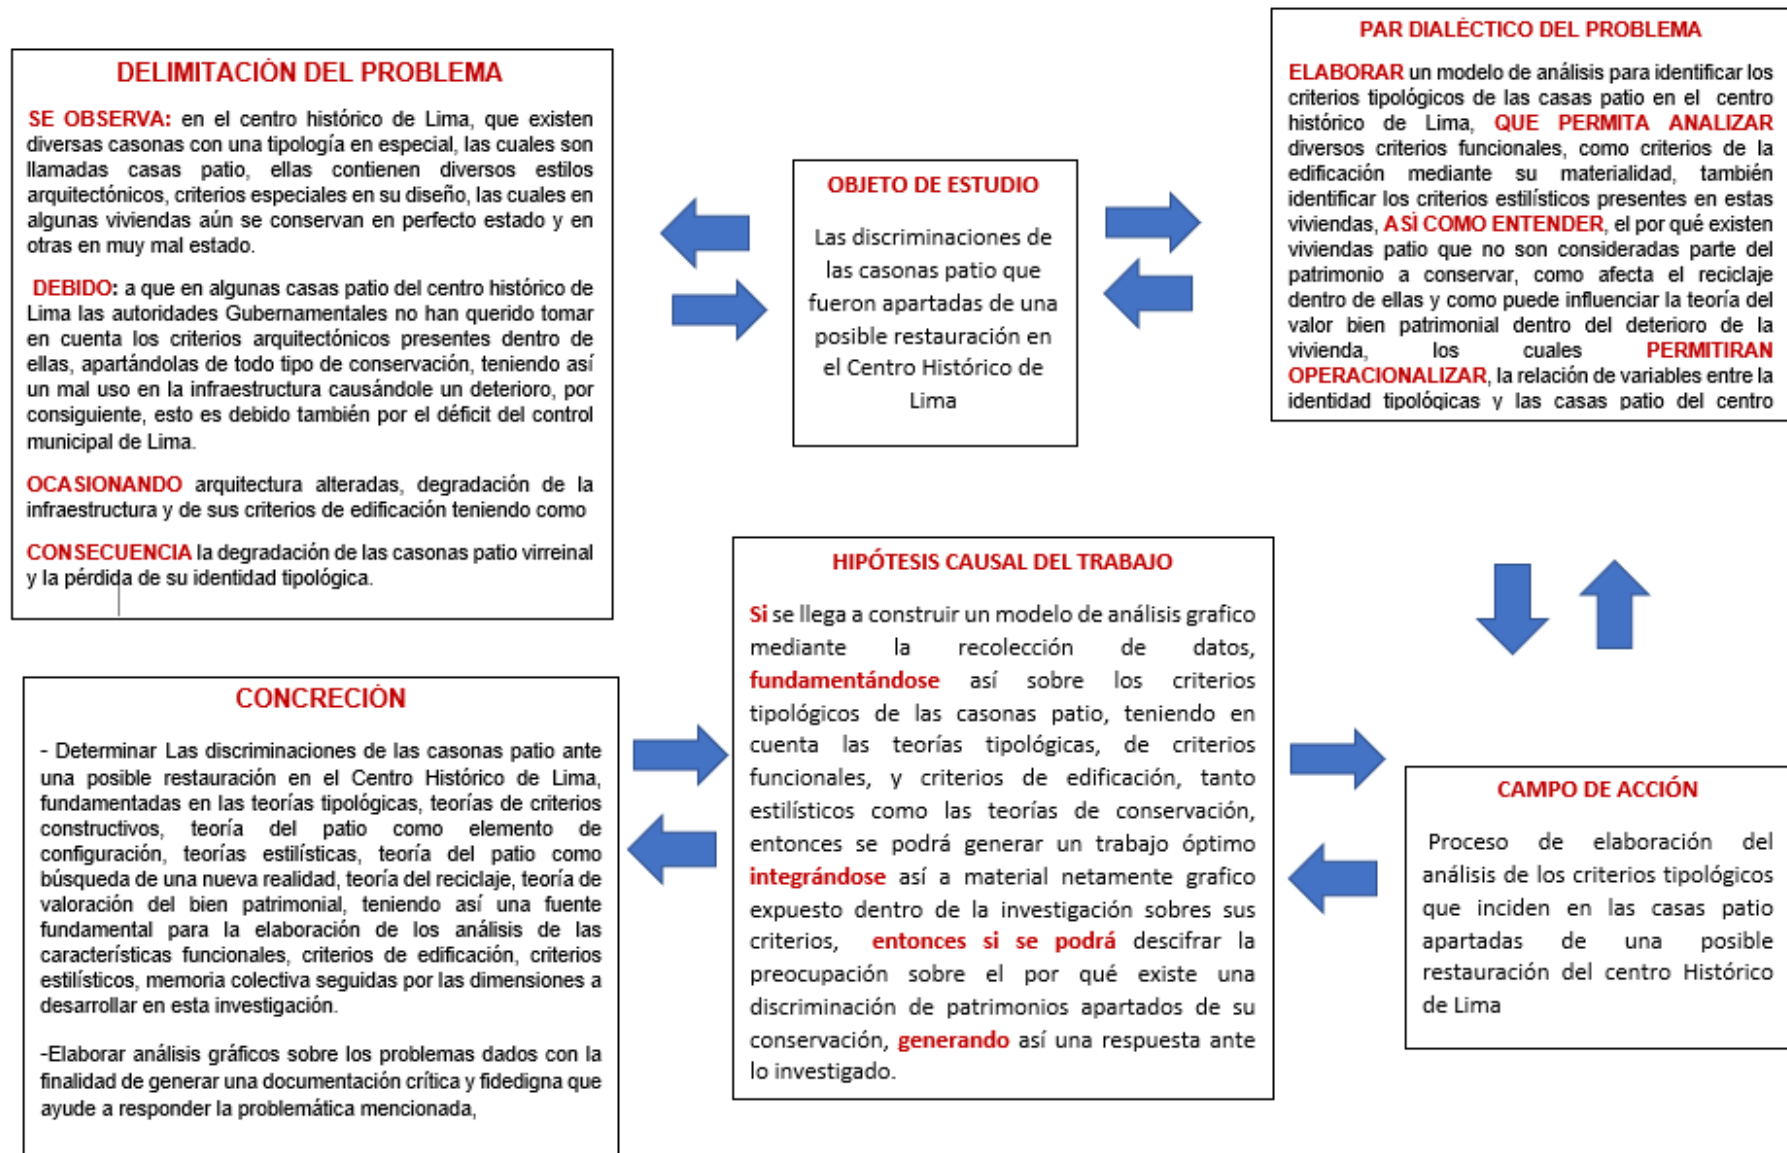 DELIMITACIÓN DEL PROBLEMA
SE OBSERVA: en el centro histórico de Lima, que existen
diversas casonas con una tipología en especial, las cuales son
llamadas casas patio, ellas contienen diversos estilos
arquitectónicos, criterios especiales en su diseño, las cuales en
algunas viviendas aún se conservan en perfecto estado y en
otras en muy mal estado.
DEBIDO: a que en algunas casas patio del centro histórico de
Lima las autoridades Gubernamentales no han querido tomar
en cuenta los criterios arquitectónicos presentes dentro de
ellas, apartándolas de todo tipo de conservación, teniendo así
un mal uso en la infraestructura causándole un deterioro, por
consiguiente, esto es debido también por el déficit del control
municipal de Lima.
OCASIONANDO arquitectura alteradas, degradación de la
infraestructura y de sus criterios de edificación teniendo como
CONSECUENCIA la degradación de las casonas patio virreinal
y la pérdida de su identidad tipológica.
OBJETO DE ESTUDIO
Las discriminaciones de
las casonas patio que
fueron apartadas de una
posible restauración en
el Centro Histórico de
Lima
PAR DIALÉCTICO DEL PROBLEMA
ELABORAR un modelo de análisis para identificar los
criterios tipológicos de las casas patio en el centro
histórico de Lima, QUE PERMITA ANALIZAR
diversos criterios funcionales, como criterios de la
edificación mediante su materialidad, también
identificar los criterios estilísticos presentes en estas
viviendas, ASÍ COMO ENTENDER, el por qué existen
viviendas patio que no son consideradas parte del
patrimonio a conservar, como afecta el reciclaje
dentro de ellas y como puede influenciar la teoría del
valor bien patrimonial dentro del deterioro de la
vivienda, los cuales PERMITIRAN
OPERACIONALIZAR, la relación de variables entre la
identidad tipológicas y las casas patio del centro
CONCRECIÓN
- Determinar Las discriminaciones de las casonas patio ante
una posible restauración en el Centro Histórico de Lima,
fundamentadas en las teorías tipológicas, teorías de criterios
constructivos, teoría del patio como elemento de
configuración, teorías estilísticas, teoría del patio como
búsqueda de una nueva realidad, teoría del reciclaje, teoría de
valoración del bien patrimonial, teniendo así una fuente
fundamental para la elaboración de los análisis de las
características funcionales, criterios de edificación, criterios
estilísticos, memoria colectiva seguidas por las dimensiones a
desarrollar en esta investigación.
-Elaborar análisis gráficos sobre los problemas dados con la
finalidad de generar una documentación crítica y fidedigna que
ayude a responder la problemática mencionada,
HIPÓTESIS CAUSAL DEL TRABAJO
Si se llega a construir un modelo de análisis grafico
mediante la recolección de datos,
fundamentándose así sobre los criterios
tipológicos de las casonas patio, teniendo en
cuenta las teorías tipológicas, de criterios
funcionales, y criterios de edificación, tanto
estilísticos como las teorías de conservación,
entonces se podrá generar un trabajo óptimo
integrándose así a material netamente grafico
expuesto dentro de la investigación sobres sus
criterios, entonces si se podrá descifrar la
preocupación sobre el por qué existe una
discriminación de patrimonios apartados de su
conservación, generando así una respuesta ante
lo investigado.
CAMPO DE ACCIÓN
Proceso de elaboración del
análisis de los criterios tipológicos
que inciden en las casas patio
apartadas de una posible
restauración del centro Histórico
de Lima